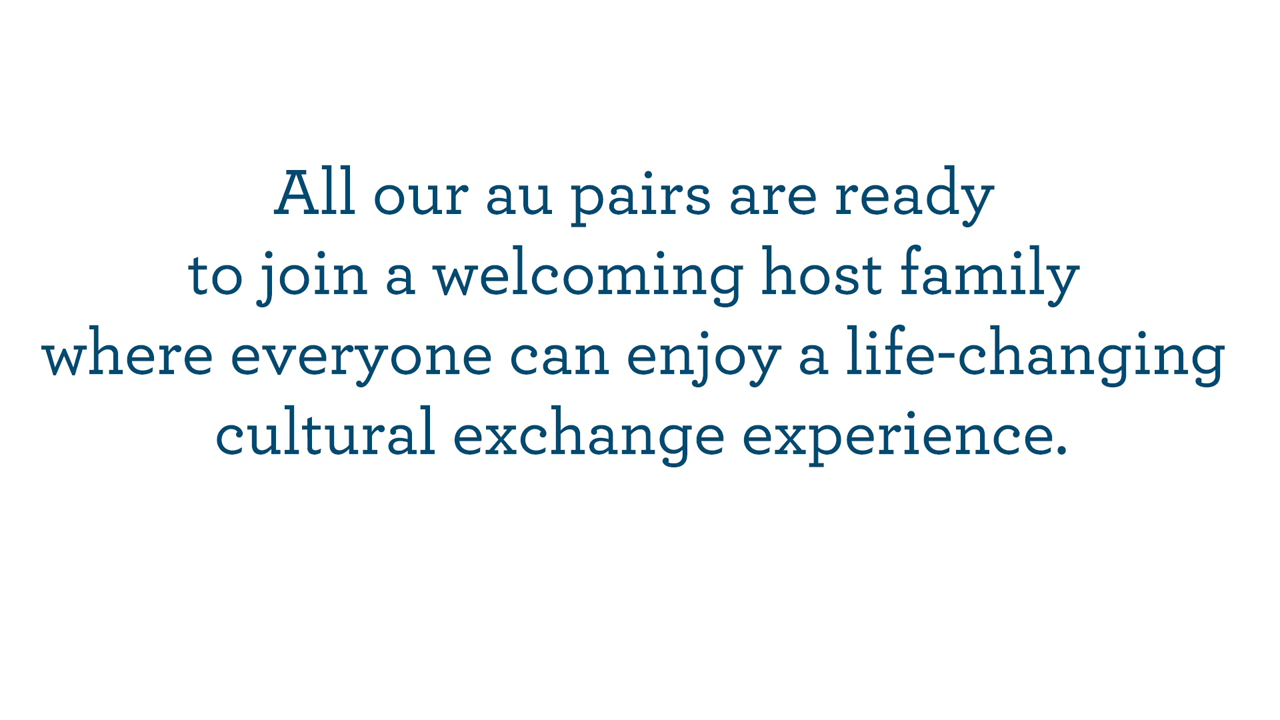 All our au pairs are ready
to join a welcoming host family
where everyone can enjoy a life-changing
cultural exchange experience.